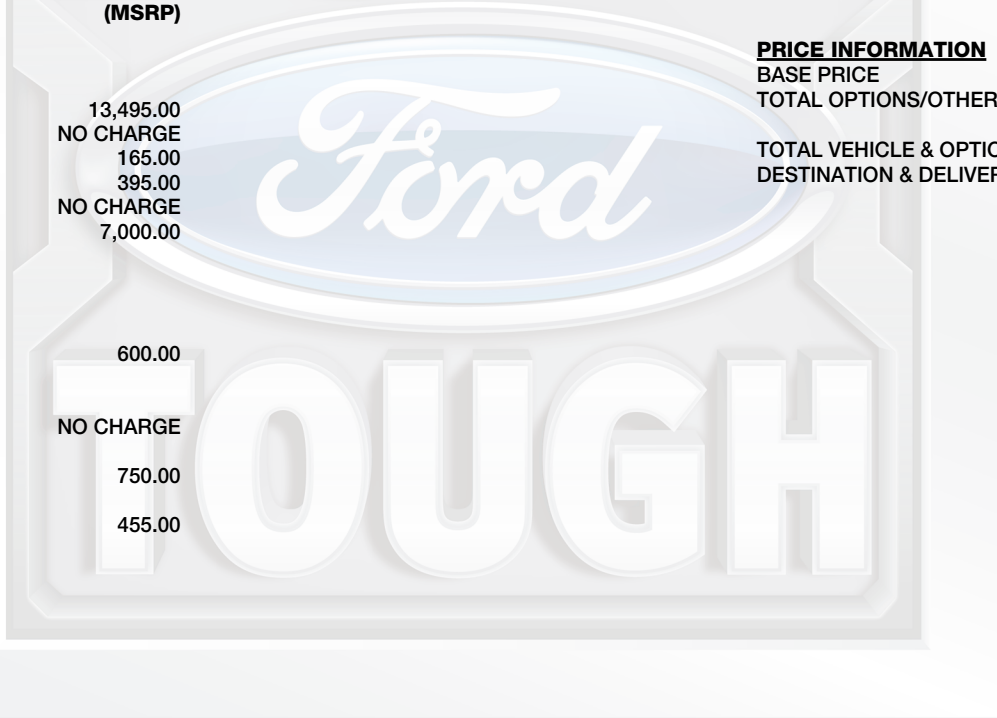 (MSRP)
13,495.00
NO CHARGE
165.00
395.00
NO CHARGE
7,000.00
600.00
NO CHARGE
750.00
455.00
PRICE INFORMATION
BASE PRICE
TOTAL OPTIONS/OTHER
TOTAL VEHICLE & OPTIO
DESTINATION & DELIVER
Ford
TOUGH